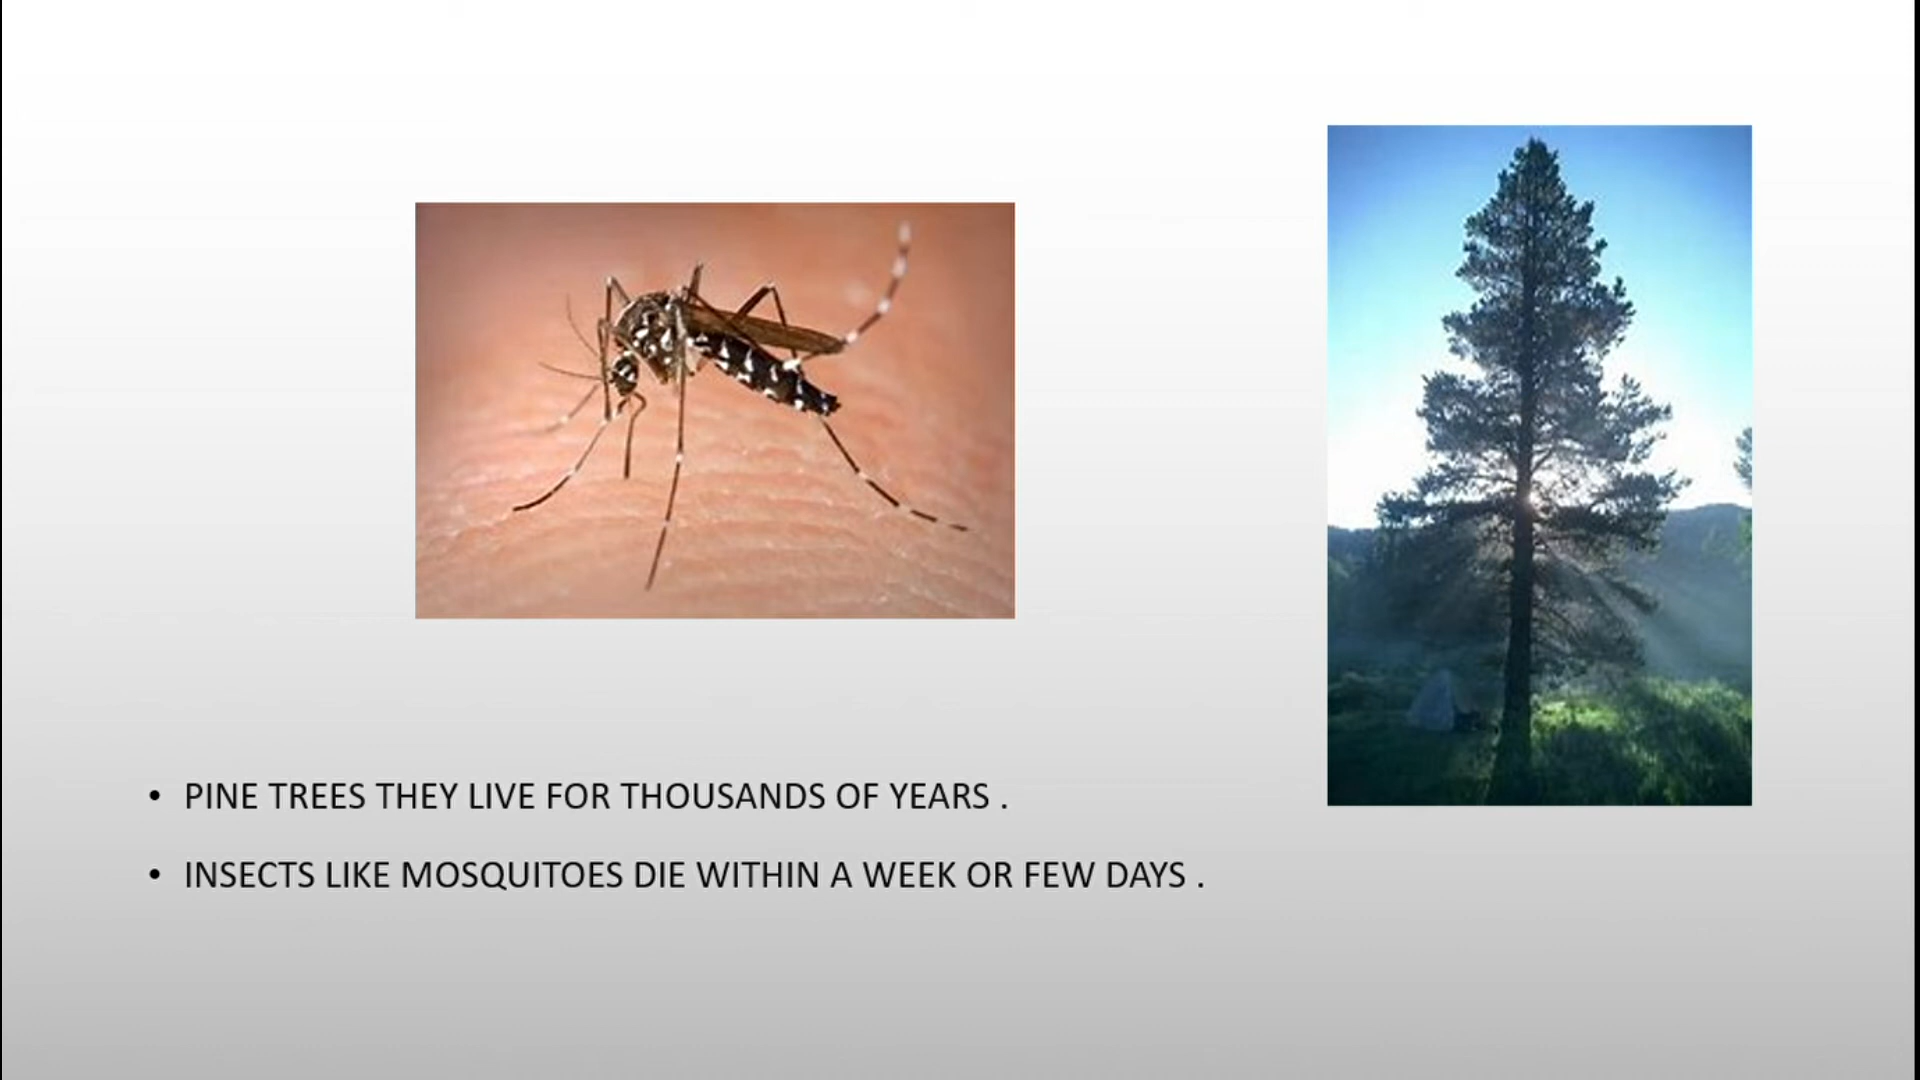 • PINE TREES THEY LIVE FOR THOUSANDS OF YEARS .
• INSECTS LIKE MOSQUITOES DIE WITHIN A WEEK OR FEW DAYS .